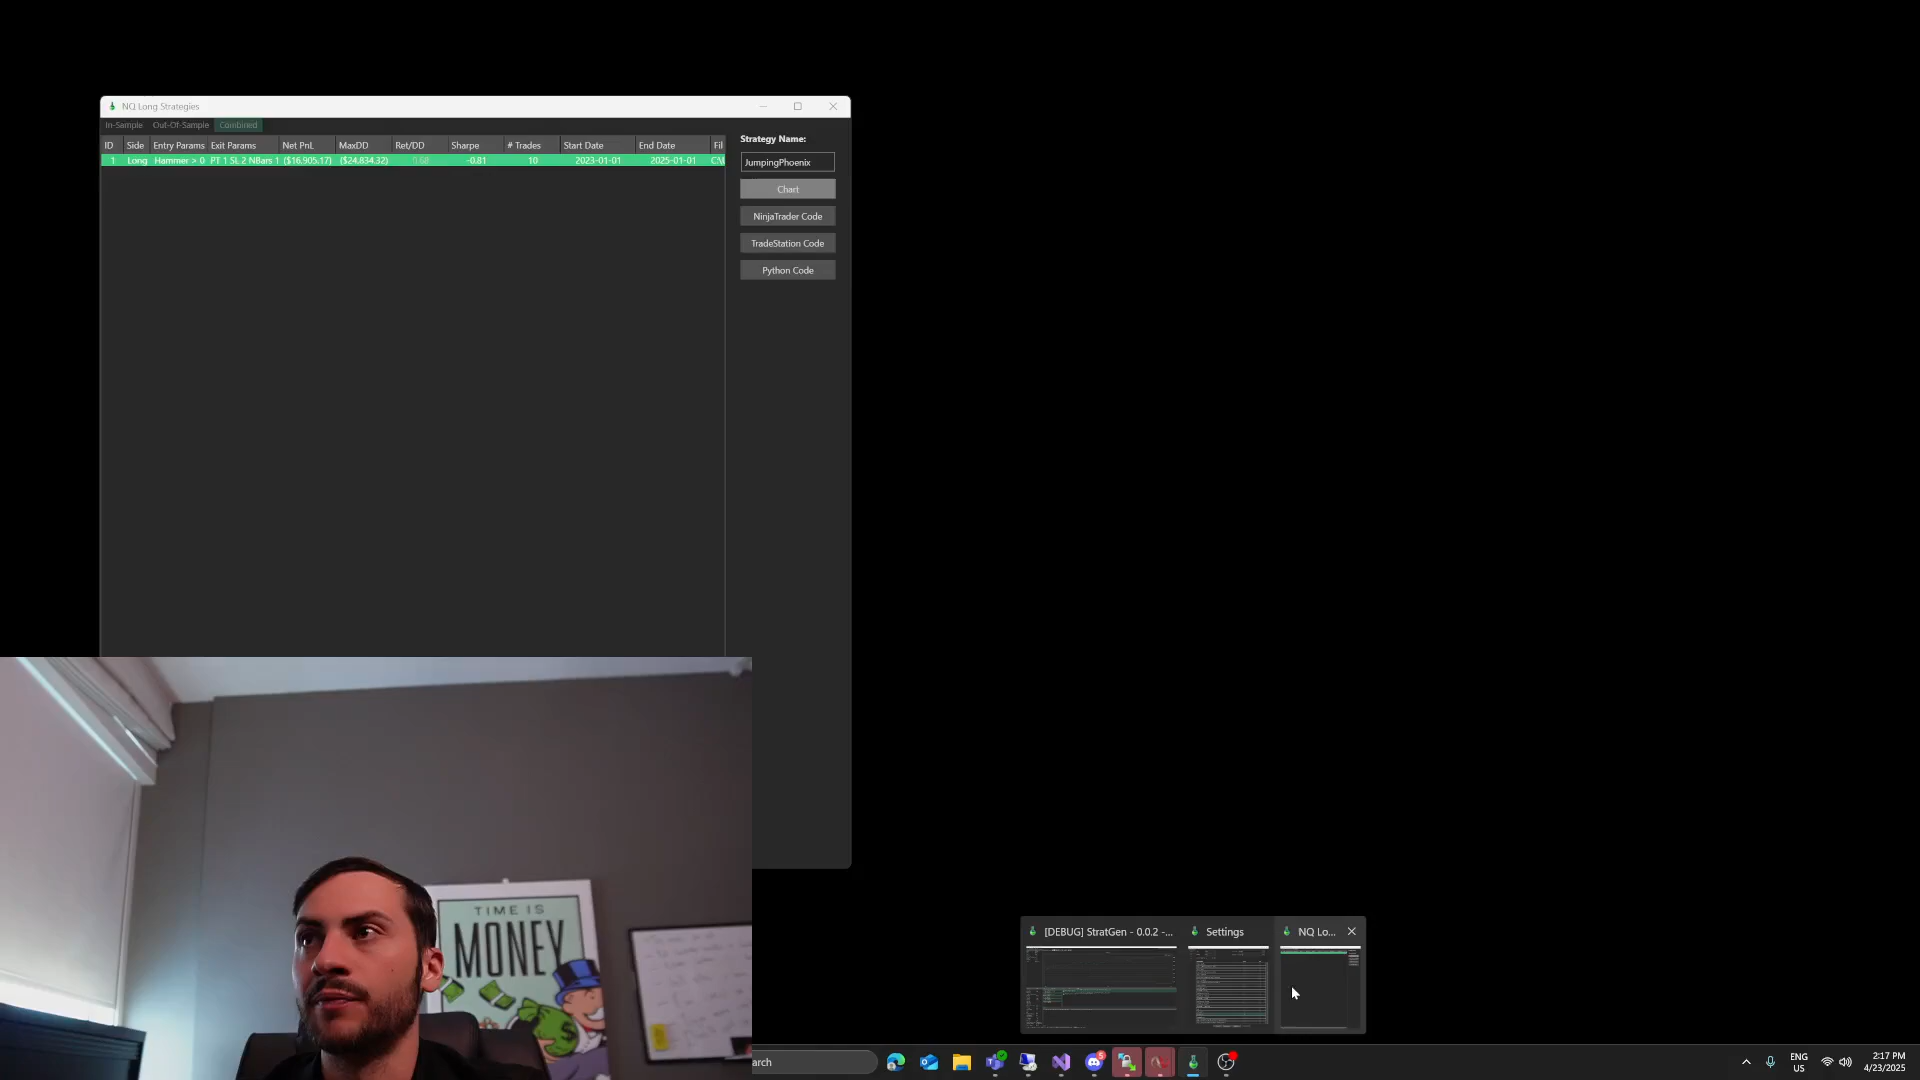 NQ Long Strategies
In-Sample Out-Of-Sample Combined
ID Side Entry Params Exit Params Net PnL MaxDD Ret/DD Sharpe # Trades Start Date End Date Fil
1 Long Hammer > 0 PT 1 SL 2 NBars 1 ($16,905.17) ($24,834.32) 0.68 -0.81 10 2023-01-01 2025-01-01 C:\
Strategy Name:
JumpingPhoenix
Chart
NinjaTrader Code
TradeStation Code
Python Code
TIME IS
MONEY
[DEBUG] StratGen - 0.0.2 -...
Settings
NQ Lo...
arch
ENG
US
2:17 PM
4/23/2025